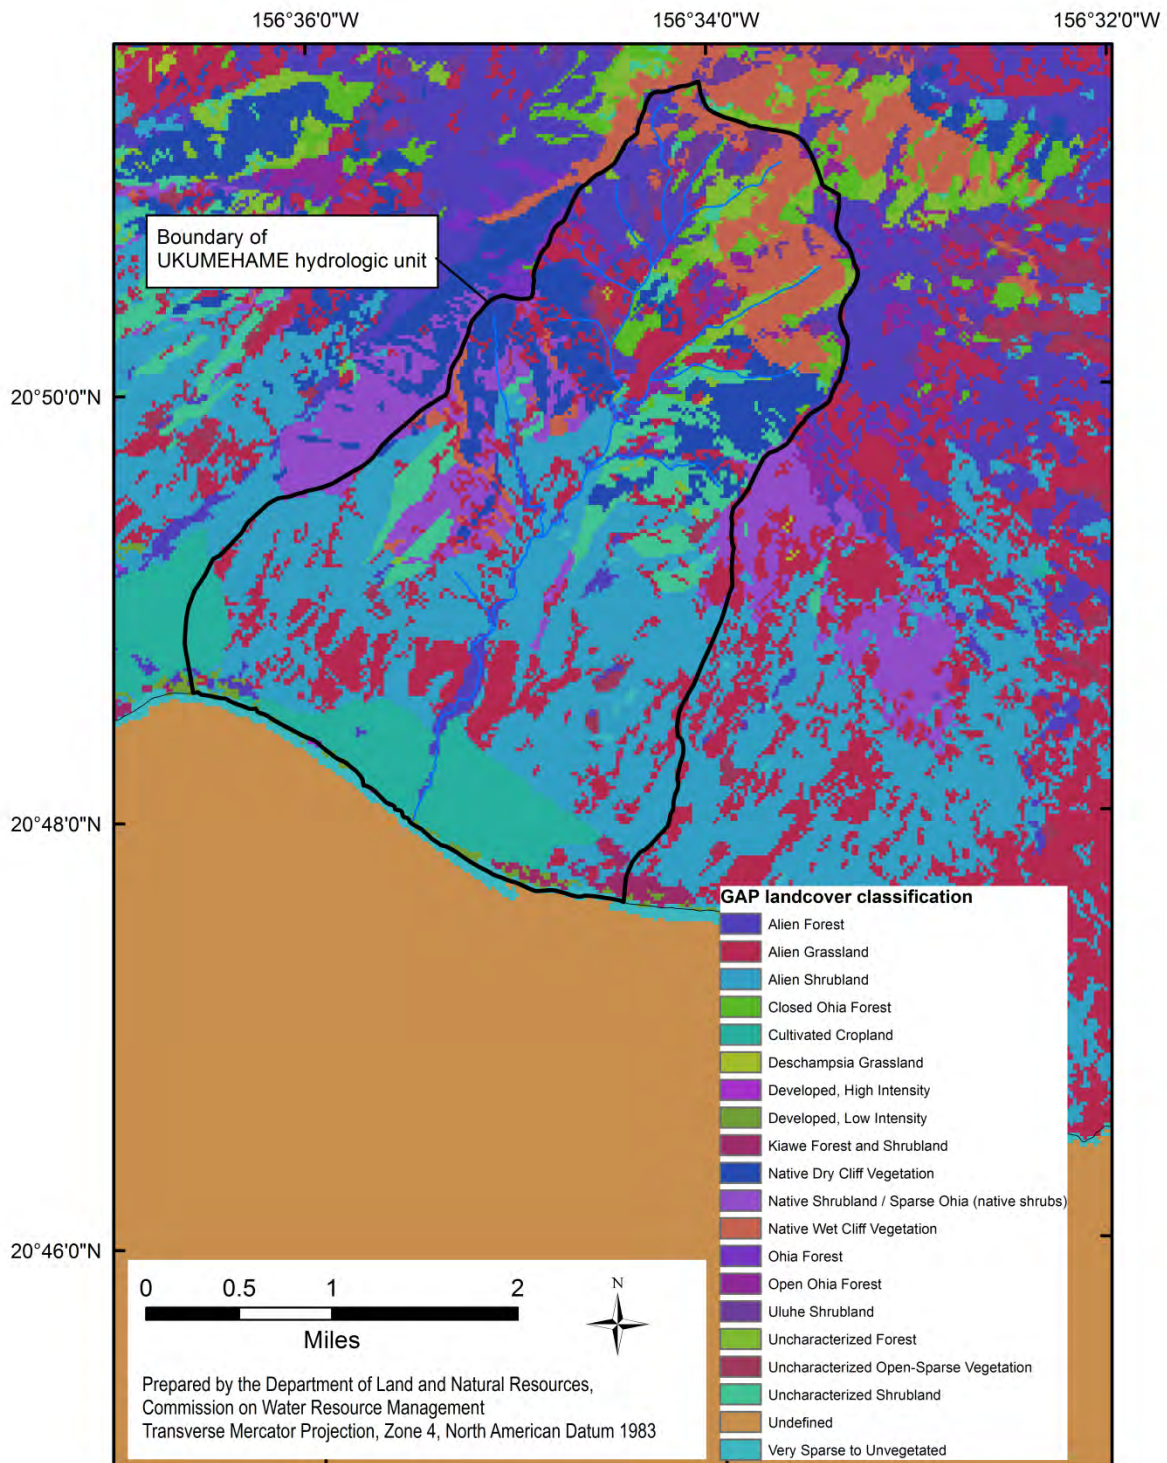 156°36'0"W
156°34'0"W
156°32'0"W
Boundary of
UKUMEHAME hydrologic unit
20°50'0"N
20°48'0"N
GAP landcover classification
Alien Forest
Alien Grassland
Alien Shrubland
Closed Ohia Forest
Cultivated Cropland
Deschampsia Grassland
Developed, High Intensity
Developed, Low Intensity
Kiawe Forest and Shrubland
Native Dry Cliff Vegetation
Native Shrubland / Sparse Ohia (native shrubs)
Native Wet Cliff Vegetation
Ohia Forest
Open Ohia Forest
Uluhe Shrubland
Uncharacterized Forest
Uncharacterized Open-Sparse Vegetation
Uncharacterized Shrubland
Undefined
Very Sparse to Unvegetated
20°46'0"N
0 0.5 1 2
Miles
N
Prepared by the Department of Land and Natural Resources,
Commission on Water Resource Management
Transverse Mercator Projection, Zone 4, North American Datum 1983